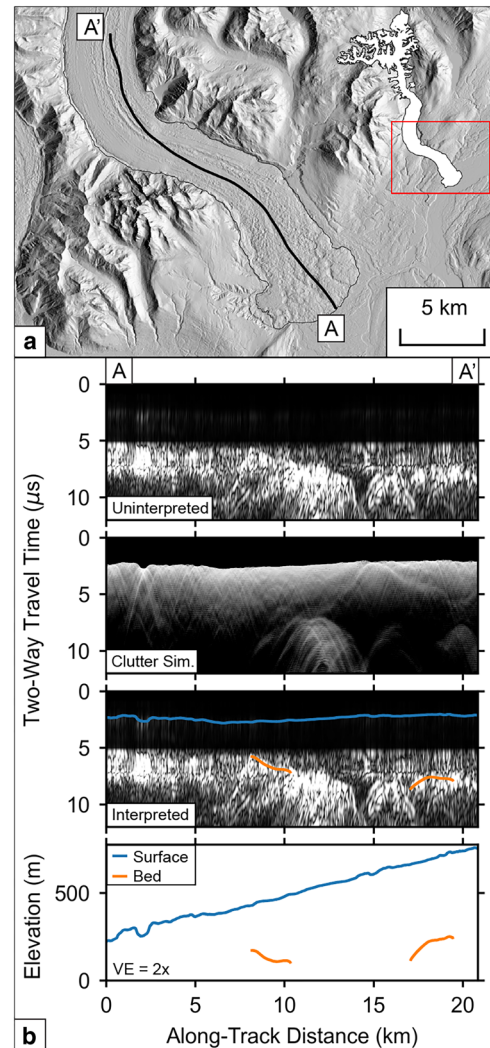 A'
A
5 km
a
A
A'
0
5
10
Uninterpreted
0
5
10
Clutter Sim.
0
5
10
Interpreted
Two-Way Travel Time (μs)
Surface
Bed
500
0
VE = 2x
Elevation (m)
0
5
10
15
20
b
Along-Track Distance (km)